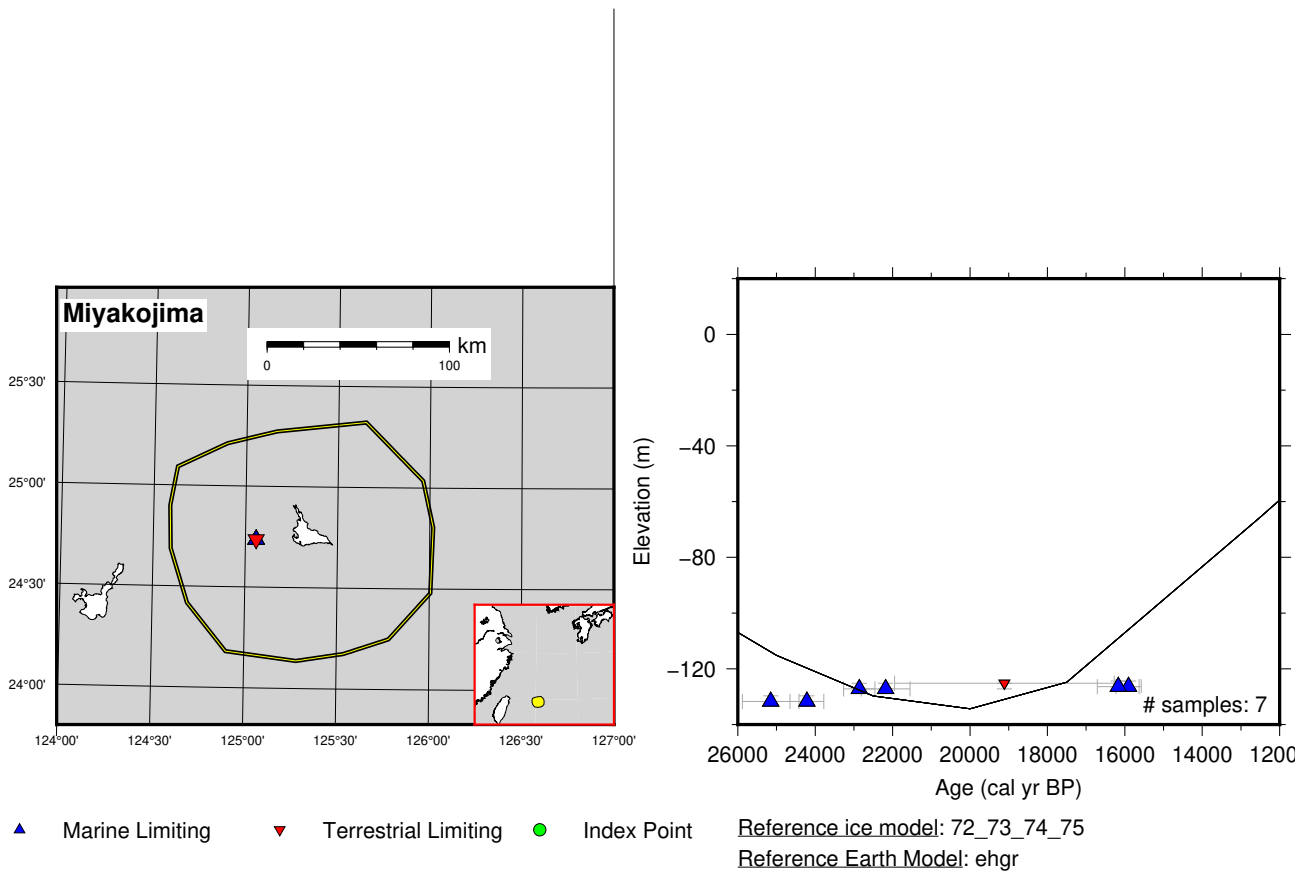 Miyakojima
km
0 100
25°30'
25°00'
24°30'
24°00'
124°00' 124°30' 125°00' 125°30' 126°00' 126°30' 127°00'
Elevation (m)
0
−40
−80
−120
# samples: 7
26000 24000 22000 20000 18000 16000 14000 1200
Age (cal yr BP)
Marine Limiting Terrestrial Limiting Index Point
Reference ice model: 72_73_74_75
Reference Earth Model: ehgr